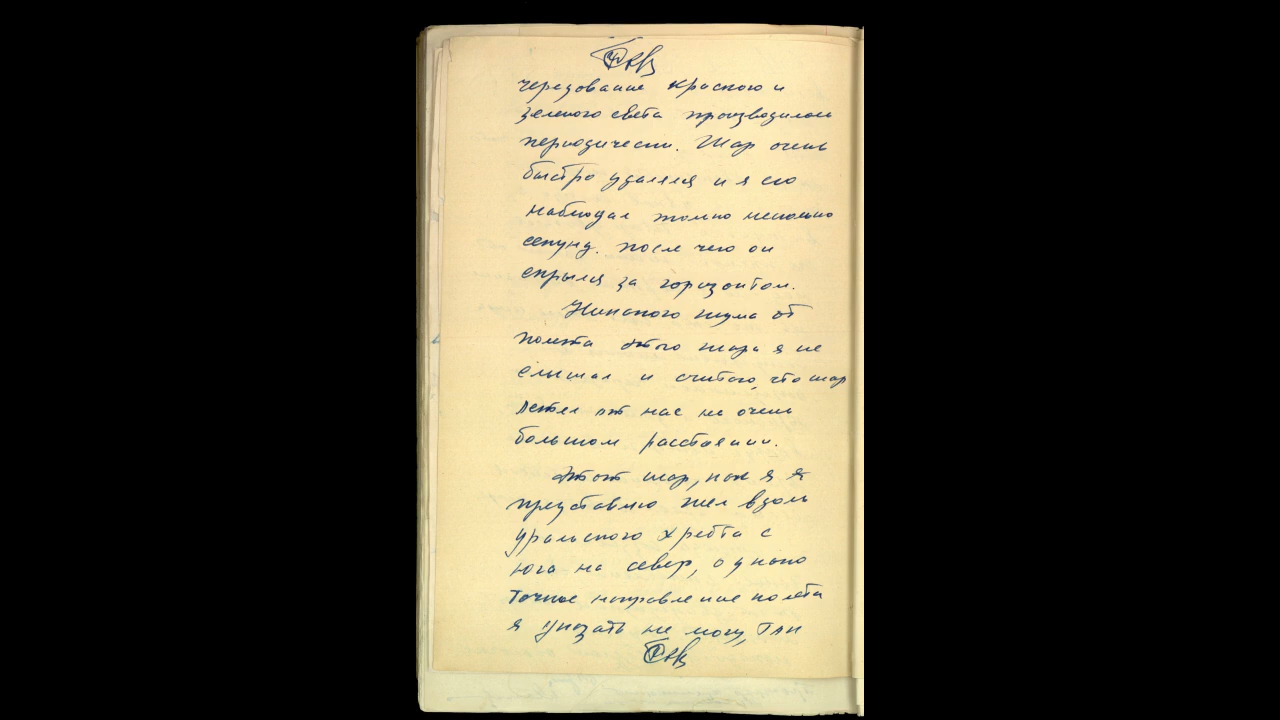 чередование красного и
зеленого света производилось
периодически. Шар очень
быстро удалялся и я его
наблюдал только несколько
секунд. после чего он
скрылся за горизонтом.
Никакого шума от
полета этого шара я не
слышал и считаю, что шар
летел от нас на очень
большом расстоянии.
Этот шар, как я я
представляю шел вдоль
уральского хребта с
юга на север, однако
точное направление полета
я указать не могу, так